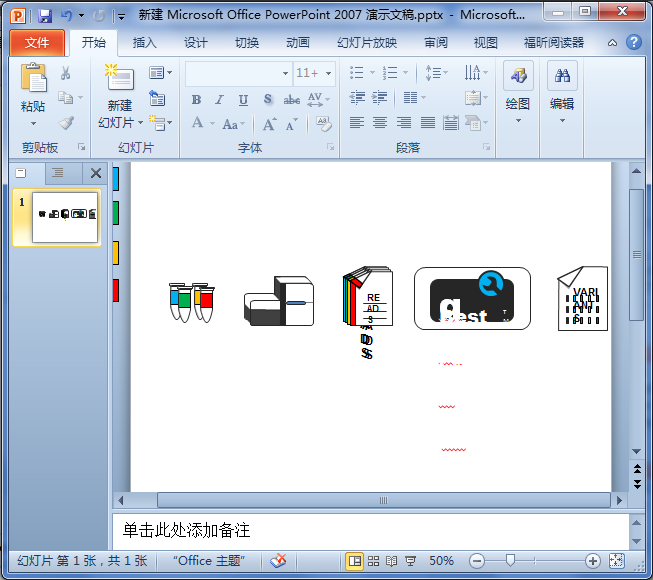 新建 Microsoft Office PowerPoint 2007 演示文稿.pptx - Microsoft...
文件 开始 插入 设计 切换 动画 幻灯片放映 审阅 视图 福昕阅读器
粘贴
新建
幻灯片
11+
B I U S abc AV
A Aa A A
绘图
编辑
剪贴板 幻灯片 字体 段落
1
RE
AD
S
VARI
ANT
S
est
单击此处添加备注
幻灯片 第 1 张，共 1 张 “Office 主题” 50%